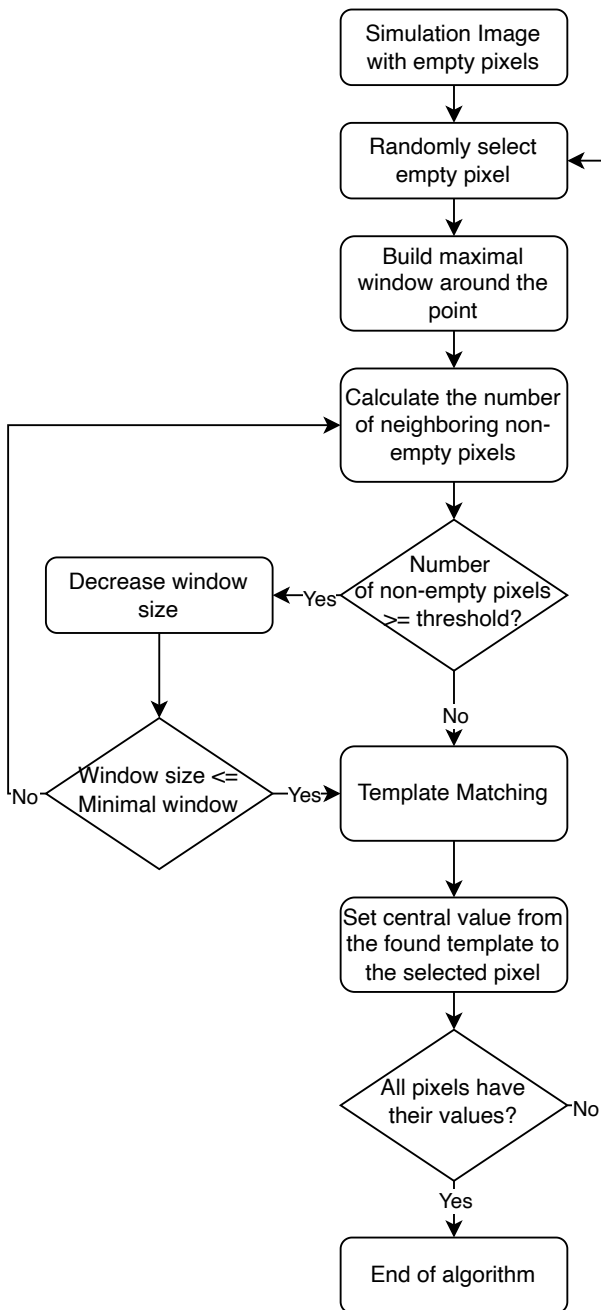 Simulation Image
with empty pixels
Randomly select
empty pixel
Build maximal
window around the
point
Calculate the number
of neighboring non-
empty pixels
Number
of non-empty pixels
>= threshold?
Yes
Decrease window
size
No
Window size <=
Minimal window
No
Yes
Template Matching
Set central value from
the found template to
the selected pixel
All pixels have
their values?
No
Yes
End of algorithm